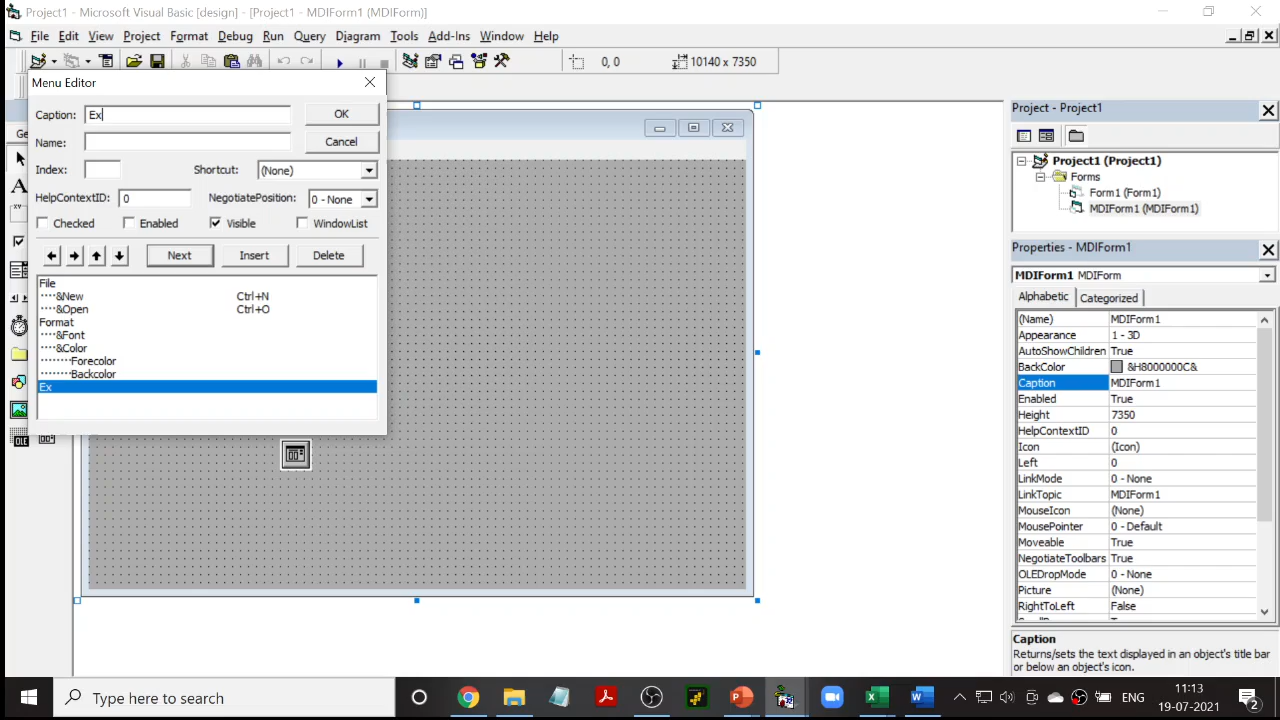 Project1 - Microsoft Visual Basic [design] - [Project1 - MDIForm1 (MDIForm)]
File Edit View Project Format Debug Run Query Diagram Tools Add-Ins Window Help
0, 0 10140 x 7350
Menu Editor
Caption: Ex OK
Name: Cancel
Index: Shortcut: (None)
HelpContextID: 0 NegotiatePosition: 0 - None
Checked Enabled Visible WindowList
Next Insert Delete
File
····&New Ctrl+N
····&Open Ctrl+O
Format
····&Font
····&Color
········Forecolor
········Backcolor
Ex
Ge
A
OLE
Project - Project1
Project1 (Project1)
Forms
Form1 (Form1)
MDIForm1 (MDIForm1)
Properties - MDIForm1
MDIForm1 MDIForm
Alphabetic Categorized
(Name) MDIForm1
Appearance 1 - 3D
AutoShowChildren True
BackColor &H8000000C&
Caption MDIForm1
Enabled True
Height 7350
HelpContextID 0
Icon (Icon)
Left 0
LinkMode 0 - None
LinkTopic MDIForm1
MouseIcon (None)
MousePointer 0 - Default
Moveable True
NegotiateToolbars True
OLEDropMode 0 - None
Picture (None)
RightToLeft False
Caption
Returns/sets the text displayed in an object's title bar
or below an object's icon.
Type here to search
ENG
11:13
19-07-2021
2